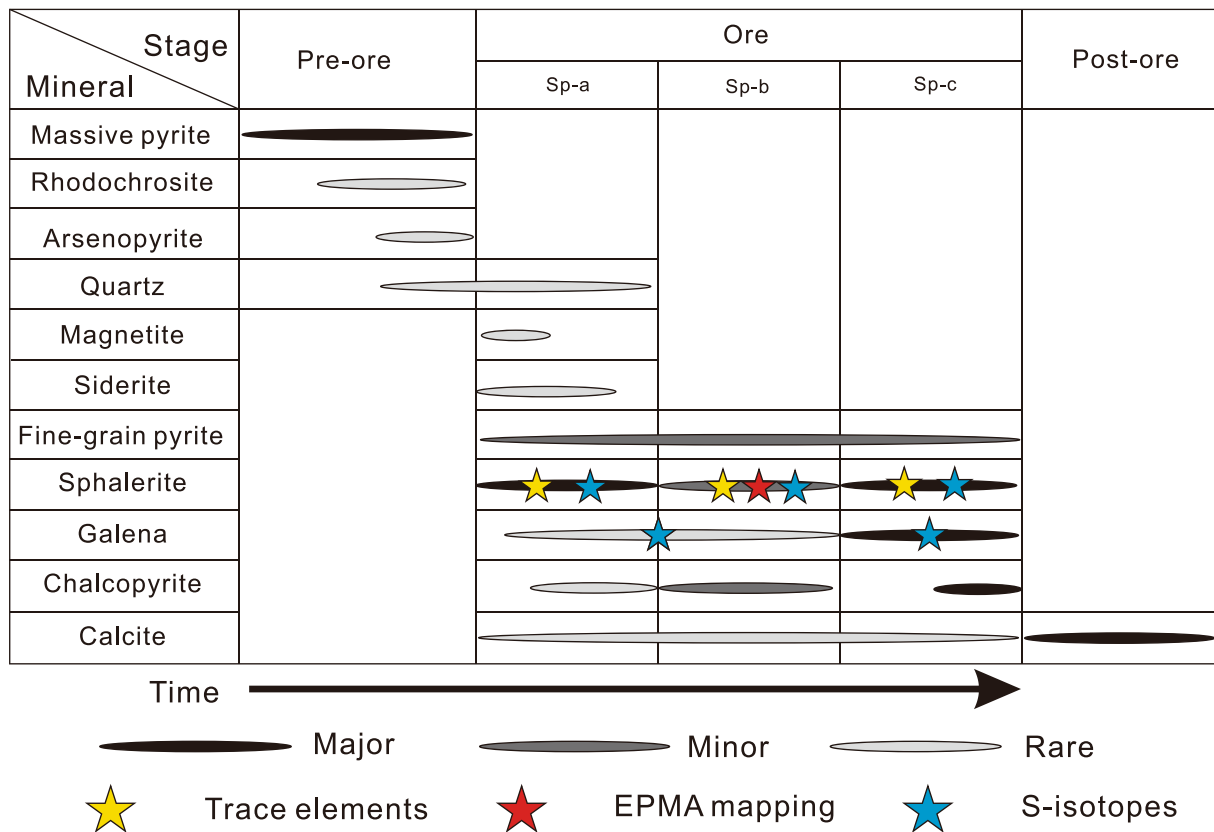 Stage
Mineral
Pre-ore
Ore
Post-ore
Sp-a
Sp-b
Sp-c
Massive pyrite
Rhodochrosite
Arsenopyrite
Quartz
Magnetite
Siderite
Fine-grain pyrite
Sphalerite
Galena
Chalcopyrite
Calcite
Time
Major
Minor
Rare
Trace elements
EPMA mapping
S-isotopes